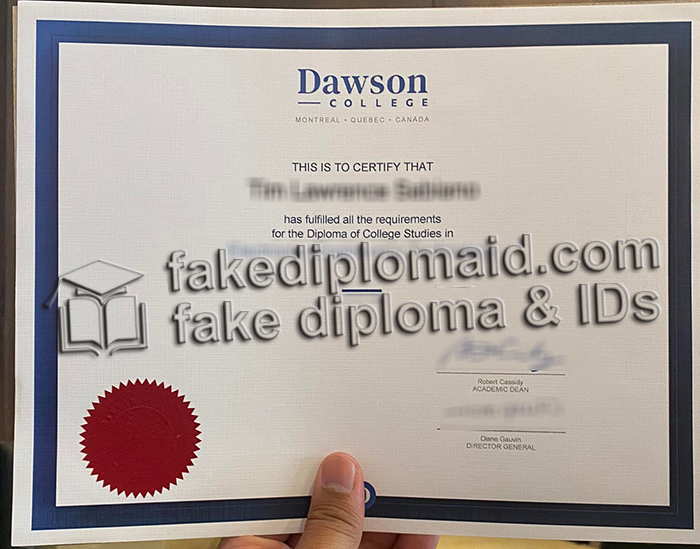 Dawson
COLLEGE
MONTREAL • QUEBEC • CANADA
THIS IS TO CERTIFY THAT
has fulfilled all the requirements
for the Diploma of College Studies in
fakediplomaid.com
fake diploma & IDs
Robert Cassidy
ACADEMIC DEAN
Diane Gauvin
DIRECTOR GENERAL